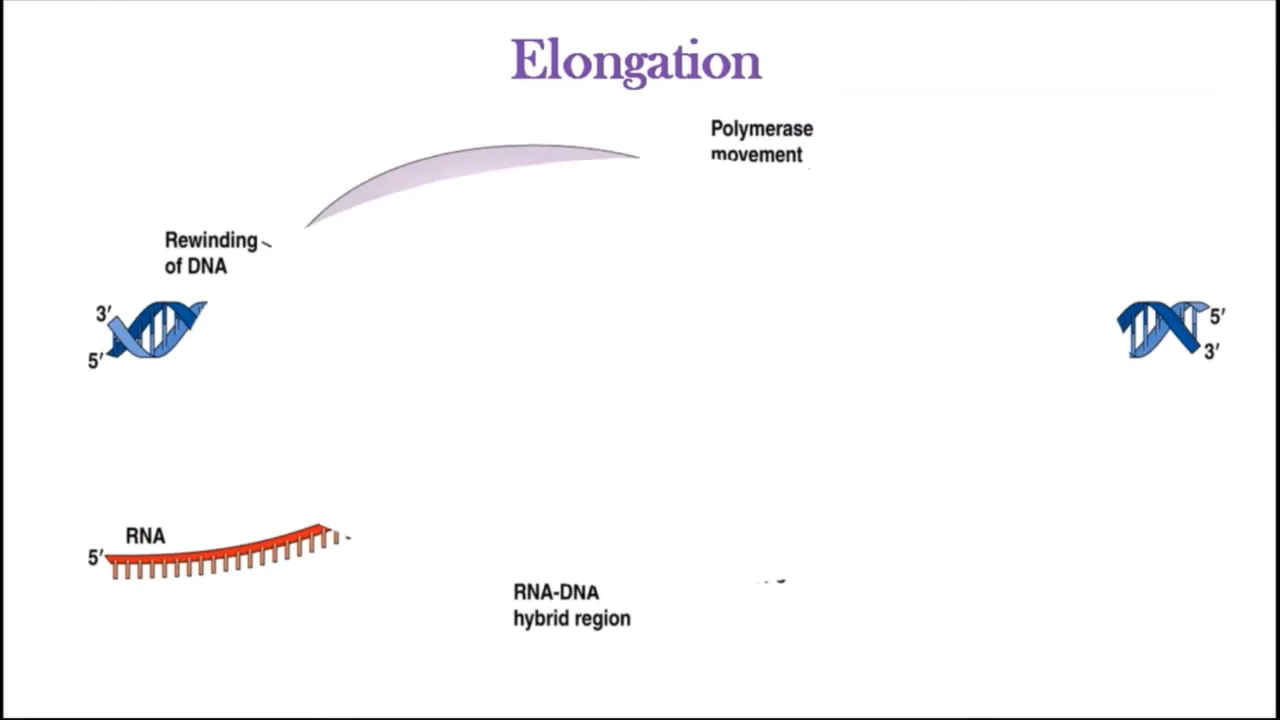 Elongation
Polymerase
movement
Rewinding
of DNA
3′
5′
5′
3′
RNA
5′
RNA-DNA
hybrid region